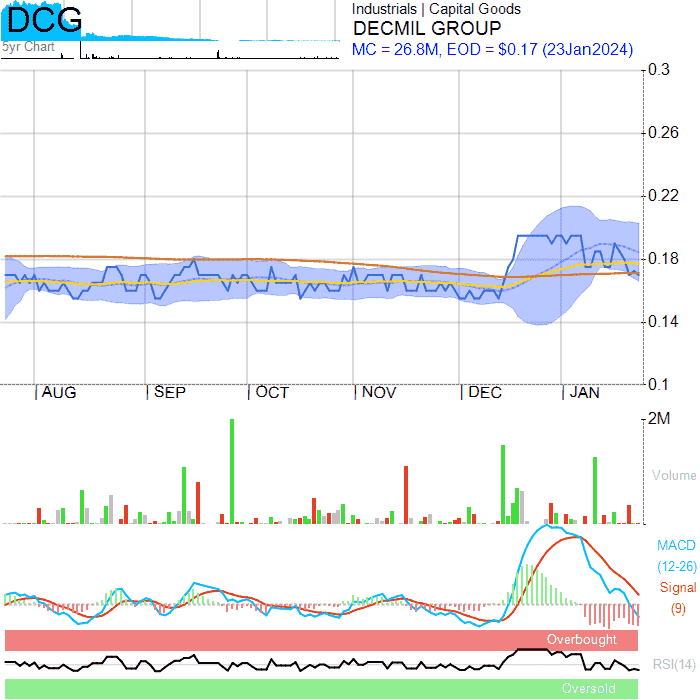 DCG
5yr Chart
Industrials | Capital Goods
DECMIL GROUP
MC = 26.8M, EOD = $0.17 (23Jan2024)
0.3
0.26
0.22
0.18
0.14
0.1
AUG SEP OCT NOV DEC JAN
2M
Volume
MACD
(12-26)
Signal
(9)
Overbought
RSI(14)
Oversold